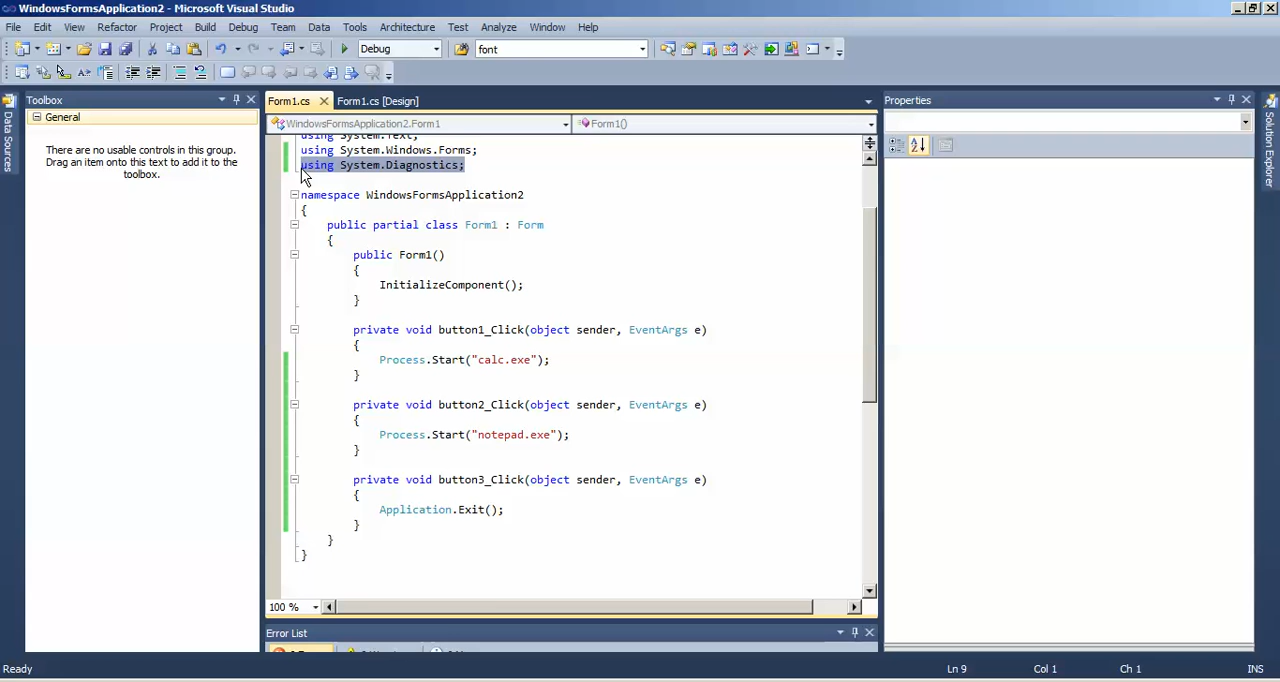 WindowsFormsApplication2 - Microsoft Visual Studio
File Edit View Refactor Project Build Debug Team Data Tools Architecture Test Analyze Window Help
Debug font
Toolbox
General
There are no usable controls in this group.
Drag an item onto this text to add it to the
toolbox.
Data Sources
Form1.cs Form1.cs [Design]
WindowsFormsApplication2.Form1 Form1()
using System.Text;
using System.Windows.Forms;
using System.Diagnostics;
namespace WindowsFormsApplication2
{
public partial class Form1 : Form
{
public Form1()
{
InitializeComponent();
}
private void button1_Click(object sender, EventArgs e)
{
Process.Start("calc.exe");
}
private void button2_Click(object sender, EventArgs e)
{
Process.Start("notepad.exe");
}
private void button3_Click(object sender, EventArgs e)
{
Application.Exit();
}
}
}
100 %
Error List
Properties
Solution Explorer
Ready Ln 9 Col 1 Ch 1 INS